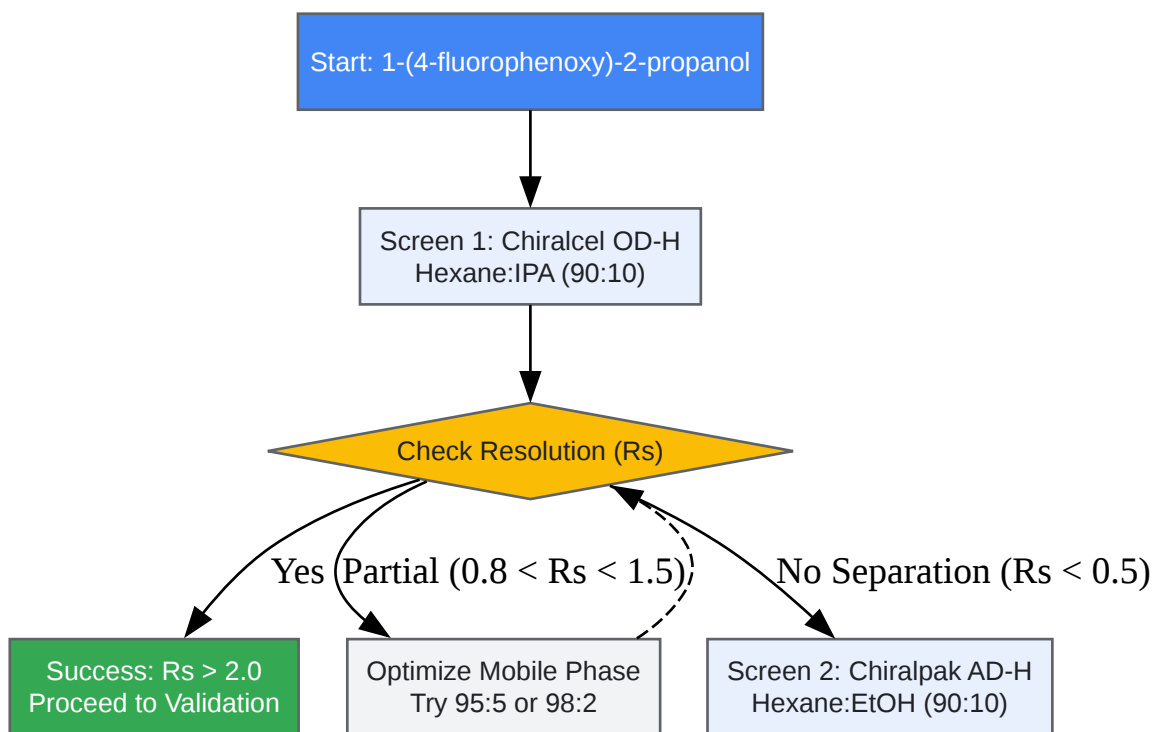 Start: 1-(4-fluorophenoxy)-2-propanol
Screen 1: Chiralcel OD-H
Hexane:IPA (90:10)
Check Resolution (Rs)
Yes
Partial (0.8 < Rs < 1.5)
No Separation (Rs < 0.5)
Success: Rs > 2.0
Proceed to Validation
Optimize Mobile Phase
Try 95:5 or 98:2
Screen 2: Chiralpak AD-H
Hexane:EtOH (90:10)